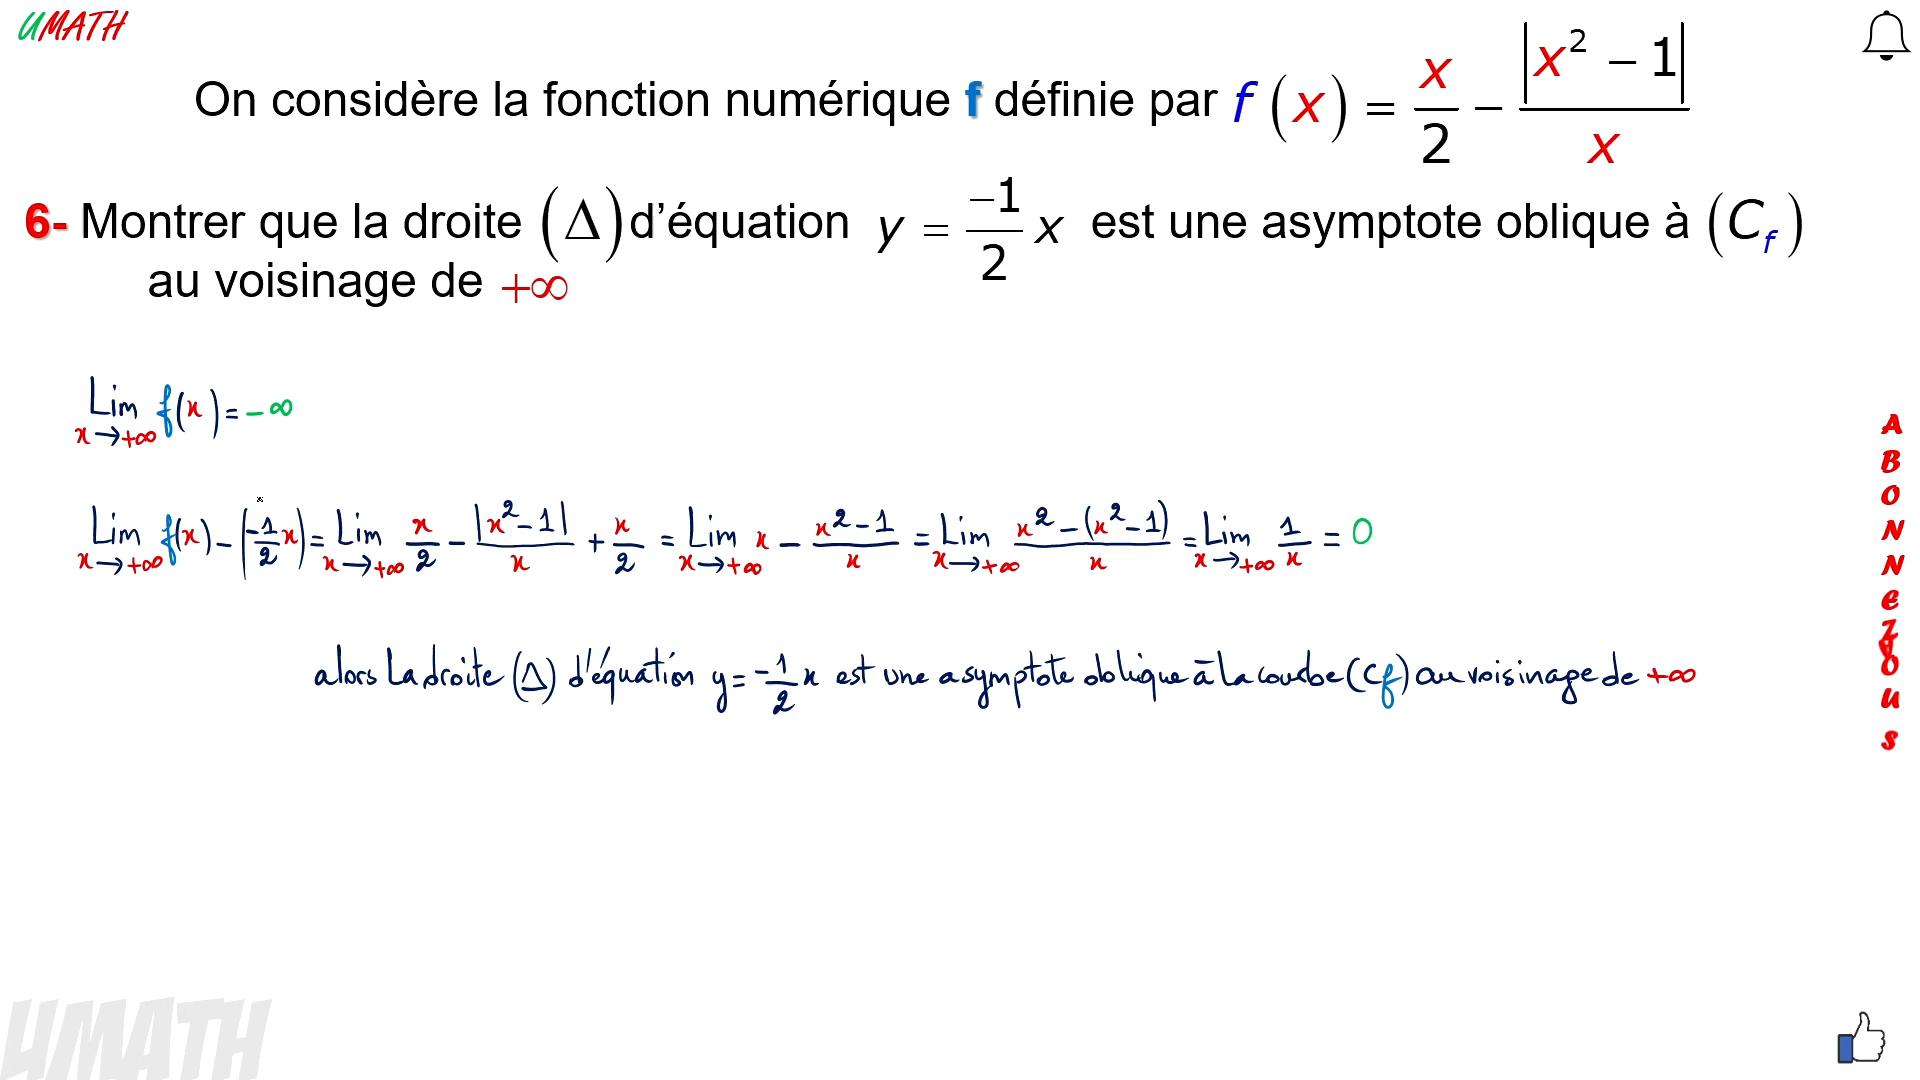 UMATH
On considère la fonction numérique f définie par f(x) = x/2 − |x² − 1|/x
6- Montrer que la droite (Δ) d’équation y = −1/2 x est une asymptote oblique à (Cf)
au voisinage de +∞
Lim x→+∞ f(x) = −∞
Lim x→+∞ f(x) − (−1/2 x) = Lim x→+∞ x/2 − |x² − 1|/x + x/2 = Lim x→+∞ x − x² − 1/x = Lim x→+∞ x² − (x² − 1)/x = Lim x→+∞ 1/x = 0
alors La droite (Δ) d'équation y = −1/2 x est une asymptote oblique à La courbe (Cf) au voisinage de +∞
ABONNEZ VOUS
UMATH